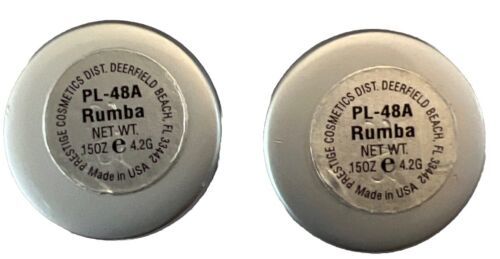 PRESTIGE COSMETICS DIST. DEERFIELD BEACH, FL 33442
PL-48A
Rumba
NET WT.
.15OZ ℮ 4.2G
Made in USA
PRESTIGE COSMETICS DIST. DEERFIELD BEACH, FL 33442
PL-48A
Rumba
NET WT.
.15OZ ℮ 4.2G
Made in USA